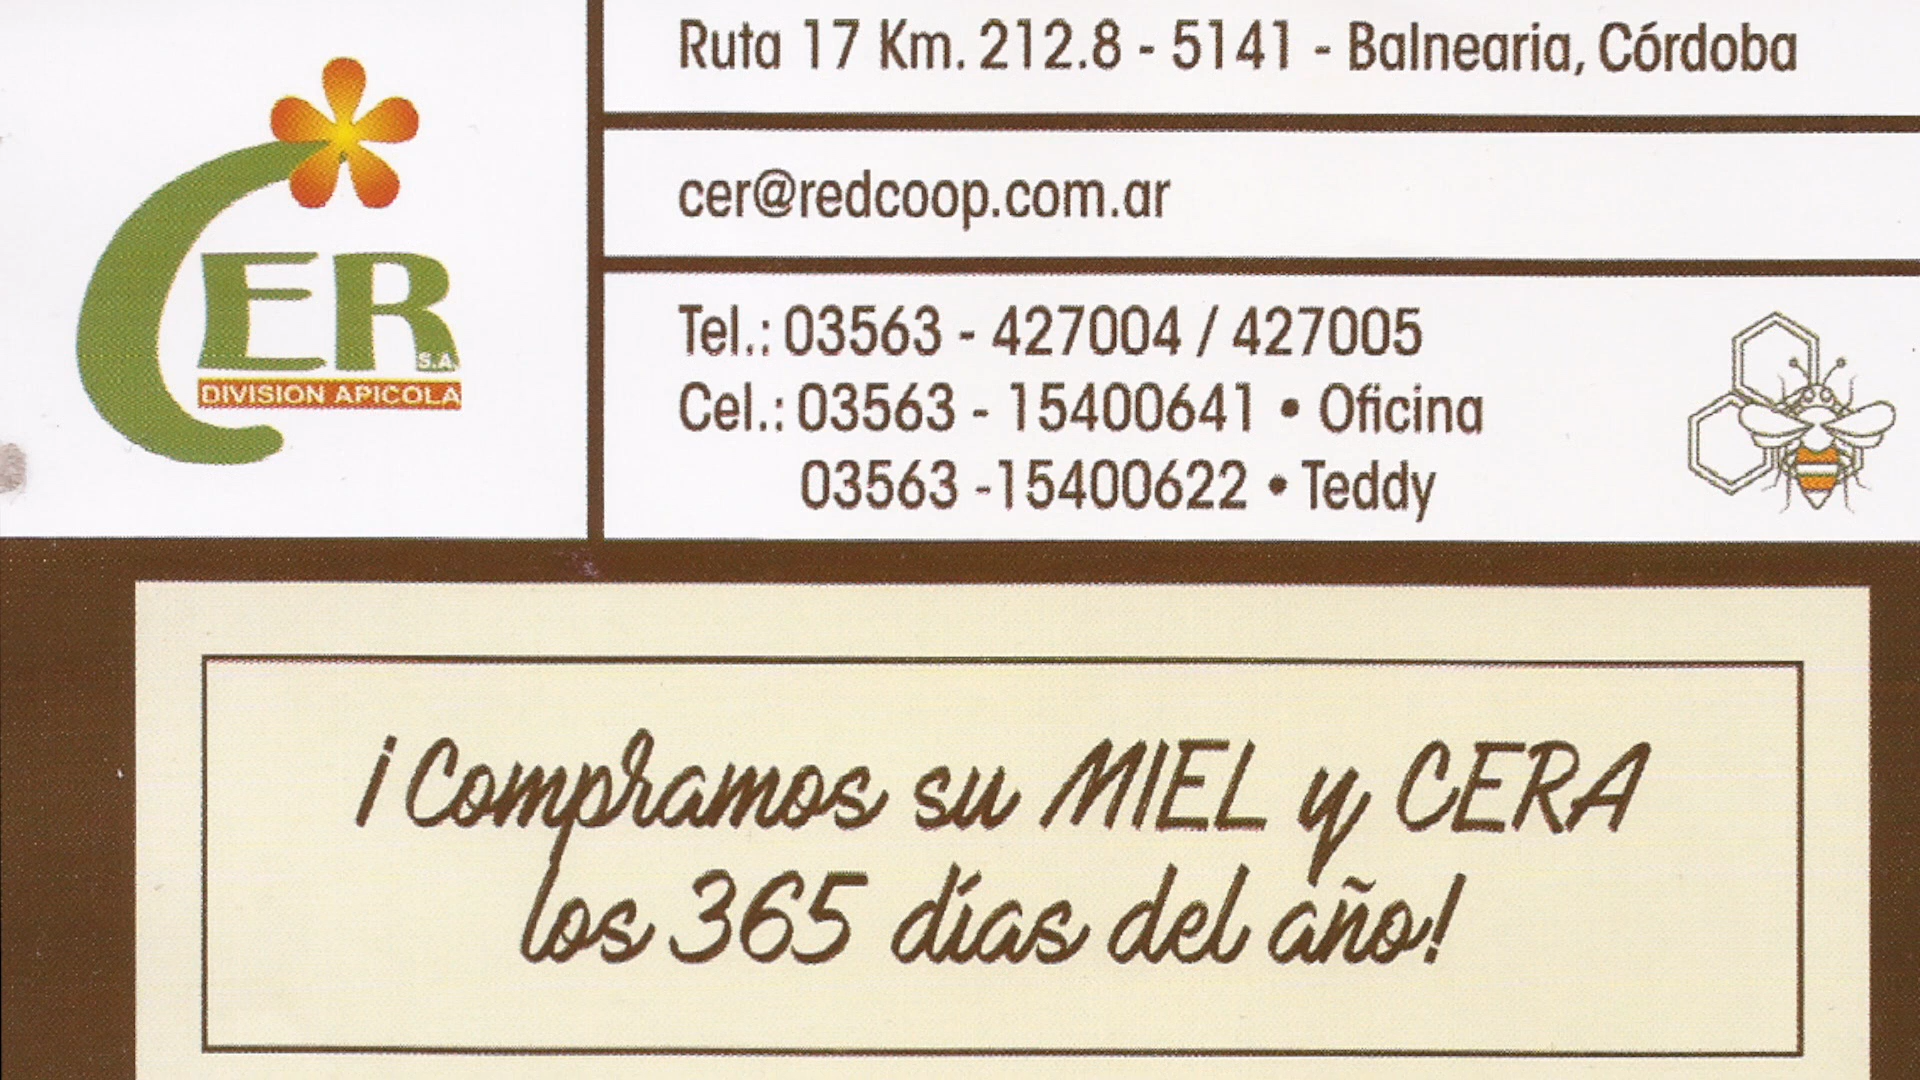 Ruta 17 Km. 212.8 - 5141 - Balnearia, Córdoba
cer@redcoop.com.ar
Tel.: 03563 - 427004 / 427005
Cel.: 03563 - 15400641 • Oficina
03563 -15400622 • Teddy
CER
S.A.
DIVISION APICOLA
¡Compramos su MIEL y CERA
los 365 días del año!